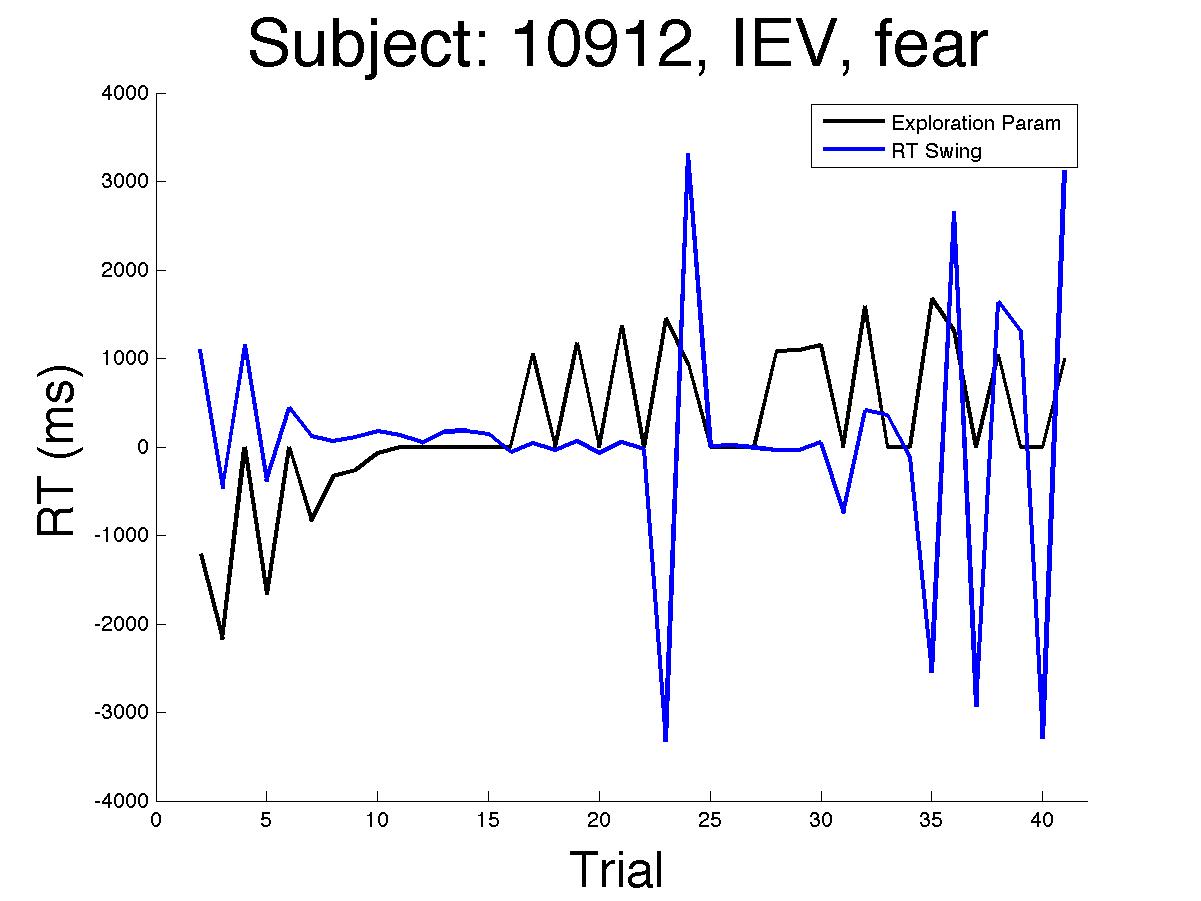 Subject: 10912, IEV, fear
4000
3000
2000
1000
0
-1000
-2000
-3000
-4000
RT (ms)
Exploration Param
RT Swing
0 5 10 15 20 25 30 35 40
Trial